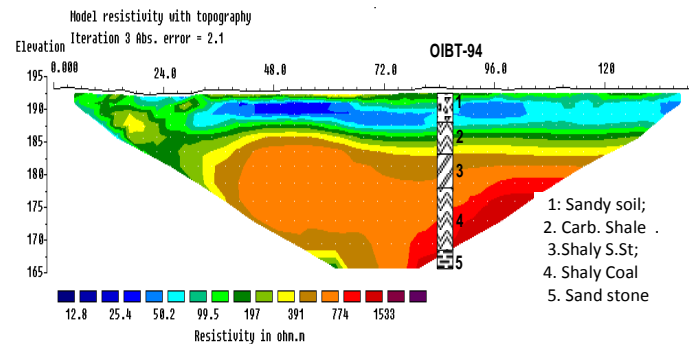 Model resistivity with topography
Iteration 3 Abs. error = 2.1
Elevation
OIBT-94
0.000 24.0 48.0 72.0 96.0 120
195
190
185
180
175
170
165
1
2
3
4
5
1: Sandy soil;
2. Carb. Shale .
3.Shaly S.St;
4. Shaly Coal
5. Sand stone
12.8 25.4 50.2 99.5 197 391 774 1533
Resistivity in ohm.m